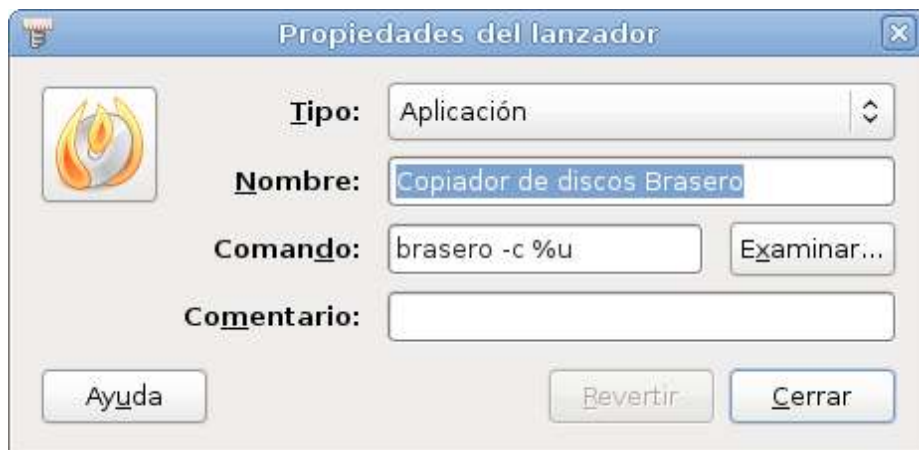 Propiedades del lanzador
Tipo: Aplicación
Nombre: Copiador de discos Brasero
Comando: brasero -c %u Examinar...
Comentario:
Ayuda Revertir Cerrar